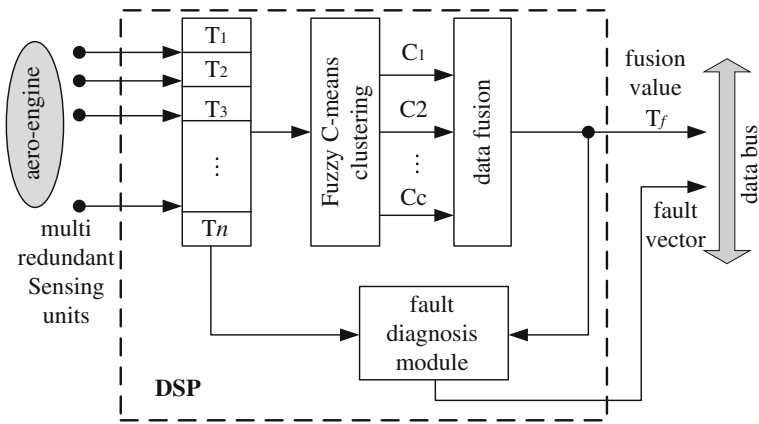 aero-engine
multi
redundant
Sensing
units
T1
T2
T3
⋮
Tn
Fuzzy C-means
clustering
C1
C2
⋮
Cc
data fusion
fusion
value
Tf
fault
vector
data bus
fault
diagnosis
module
DSP